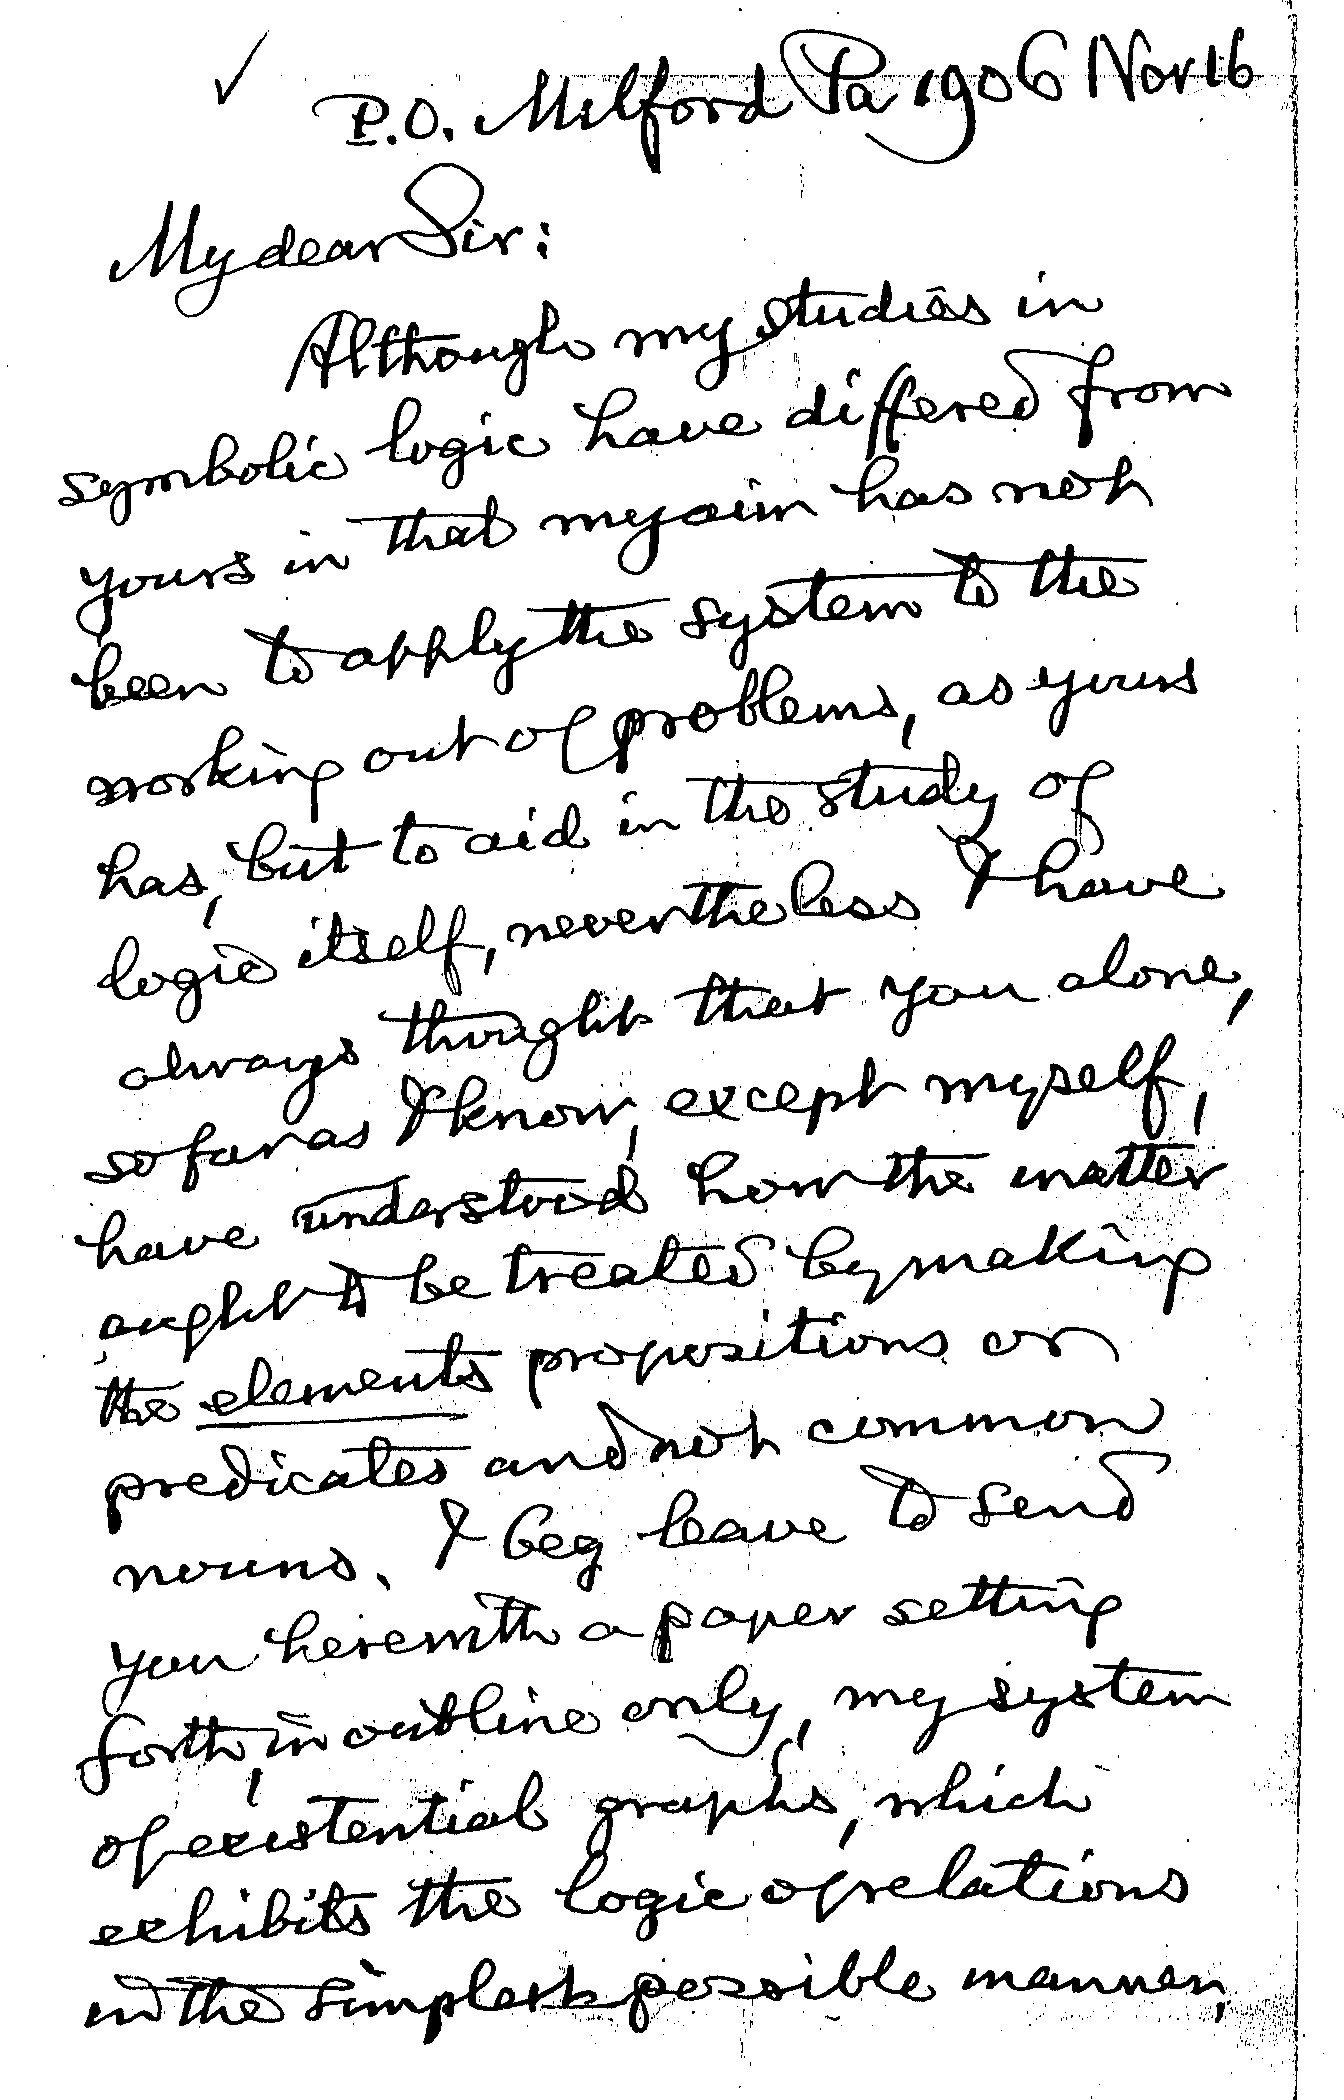 P.O. Milford Pa 1906 Nov 16
My dear Sir:
Although my studies in
symbolic logic have differed from
yours in that my aim has not
been to apply the system to the
working out of problems, as yours
has, but to aid in the study of
logic itself, nevertheless I have
always thought that you alone,
so far as I know, except myself,
have understood how the matter
ought to be treated by making
the elements propositions or
predicates and not common
nouns. I beg leave to send
you herewith a paper setting
forth, in outline only, my system
of existential graphs, which
exhibits the logic of relations
in the simplest possible manner,